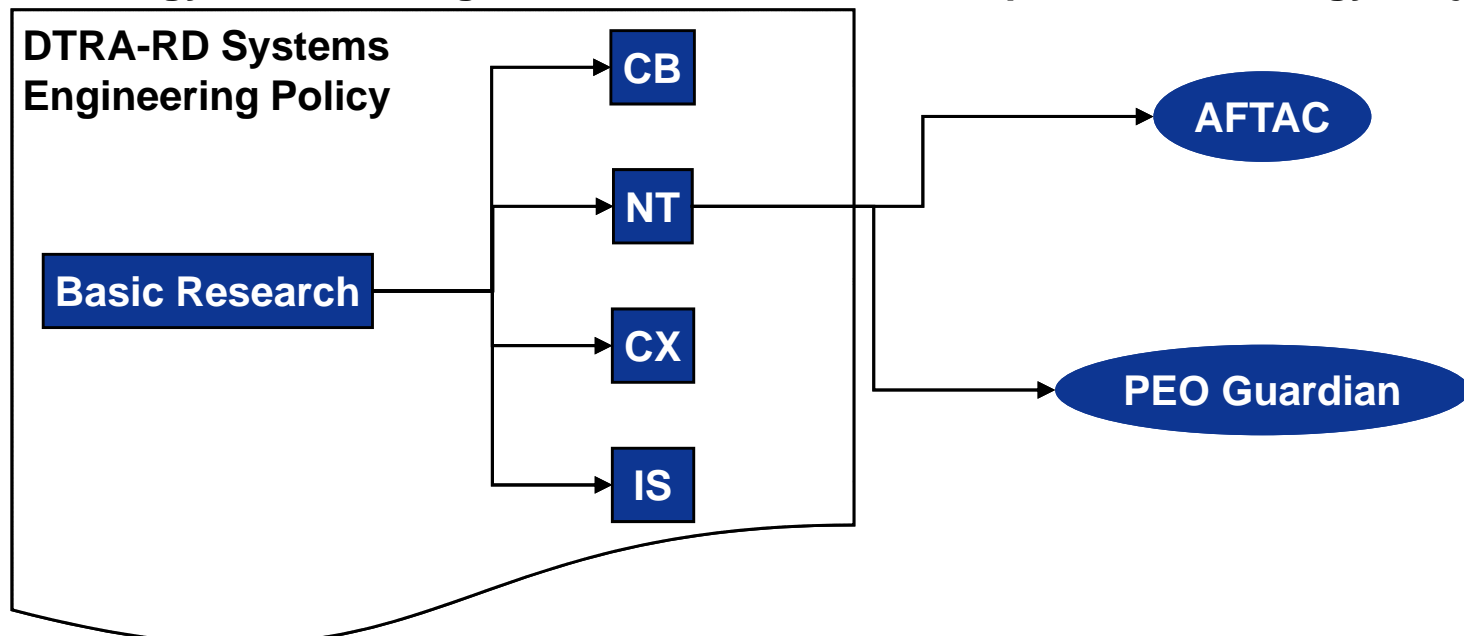 DTRA-RD Systems
Engineering Policy
CB
AFTAC
NT
Basic Research
CX
PEO Guardian
IS